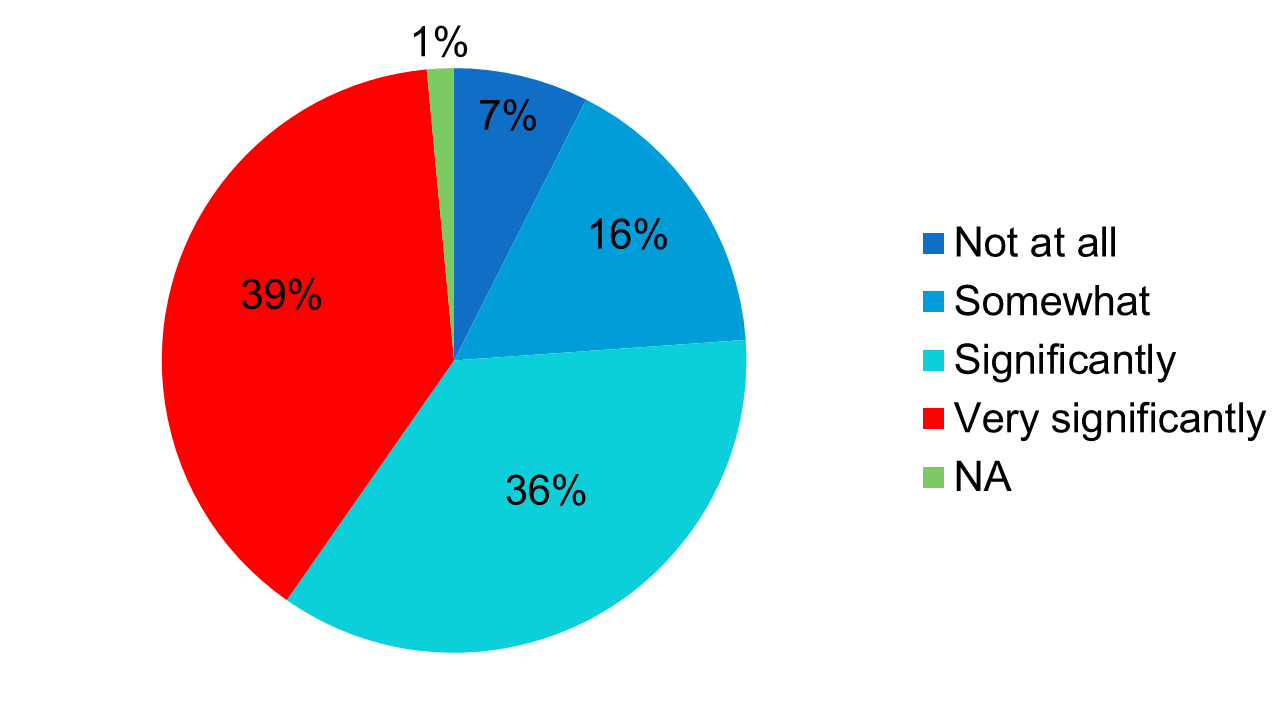 1%
7%
16%
39%
36%
Not at all
Somewhat
Significantly
Very significantly
NA